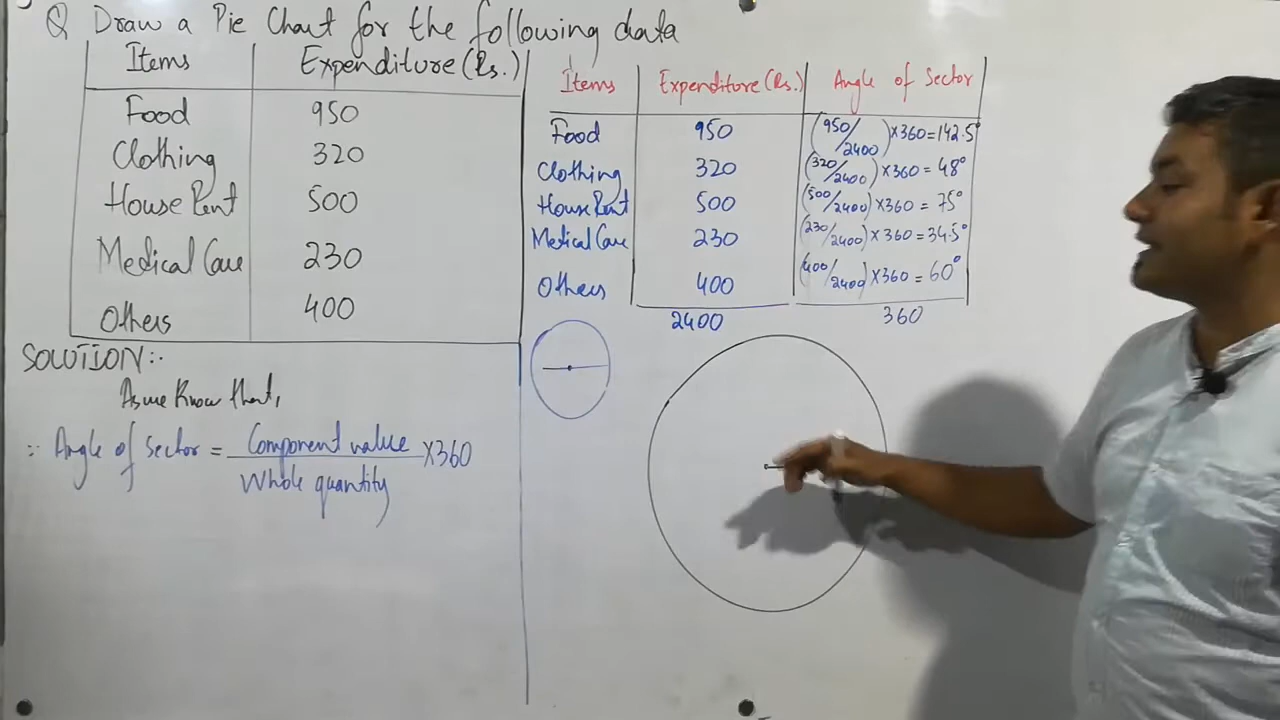 Q Draw a Pie Chart for the following data
Items Expenditure (Rs.)
Food 950
Clothing 320
House Rent 500
Medical Care 230
Others 400
SOLUTION:-
As we know that,
∵ Angle of Sector = Component value / Whole quantity ×360
Items Expenditure (Rs.) Angle of Sector
Food 950 (950/2400)×360=142.5°
Clothing 320 (320/2400)×360=48°
House Rent 500 (500/2400)×360=75°
Medical Care 230 (230/2400)×360=34.5°
Others 400 (400/2400)×360=60°
2400 360